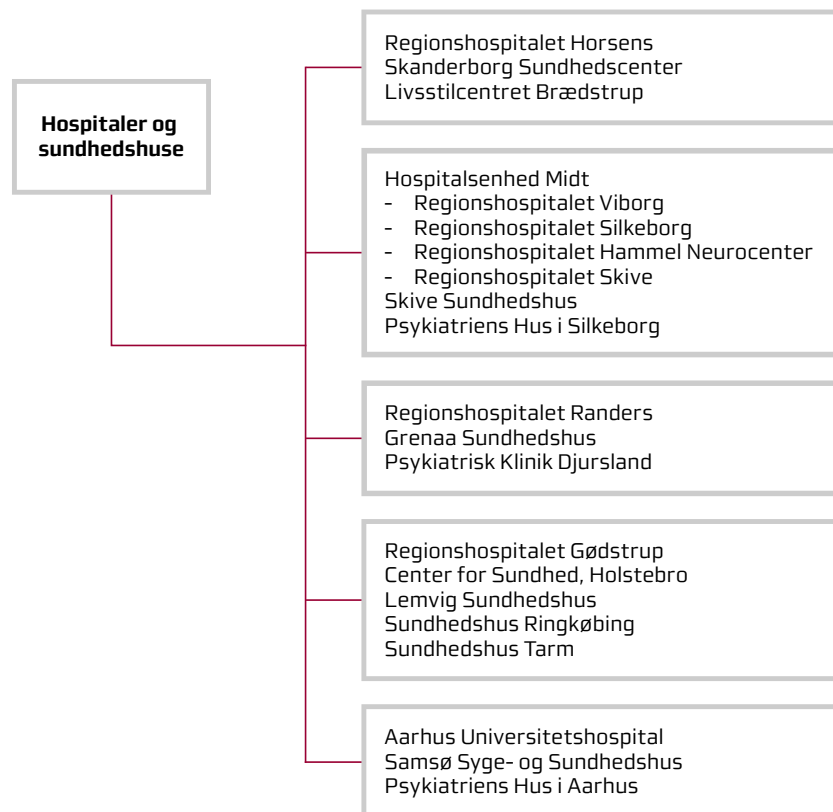 Hospitaler og
sundhedshuse
Regionshospitalet Horsens
Skanderborg Sundhedscenter
Livsstilcentret Brædstrup
Hospitalsenhed Midt
- Regionshospitalet Viborg
- Regionshospitalet Silkeborg
- Regionshospitalet Hammel Neurocenter
- Regionshospitalet Skive
Skive Sundhedshus
Psykiatriens Hus i Silkeborg
Regionshospitalet Randers
Grenaa Sundhedshus
Psykiatrisk Klinik Djursland
Regionshospitalet Gødstrup
Center for Sundhed, Holstebro
Lemvig Sundhedshus
Sundhedshus Ringkøbing
Sundhedshus Tarm
Aarhus Universitetshospital
Samsø Syge- og Sundhedshus
Psykiatriens Hus i Aarhus